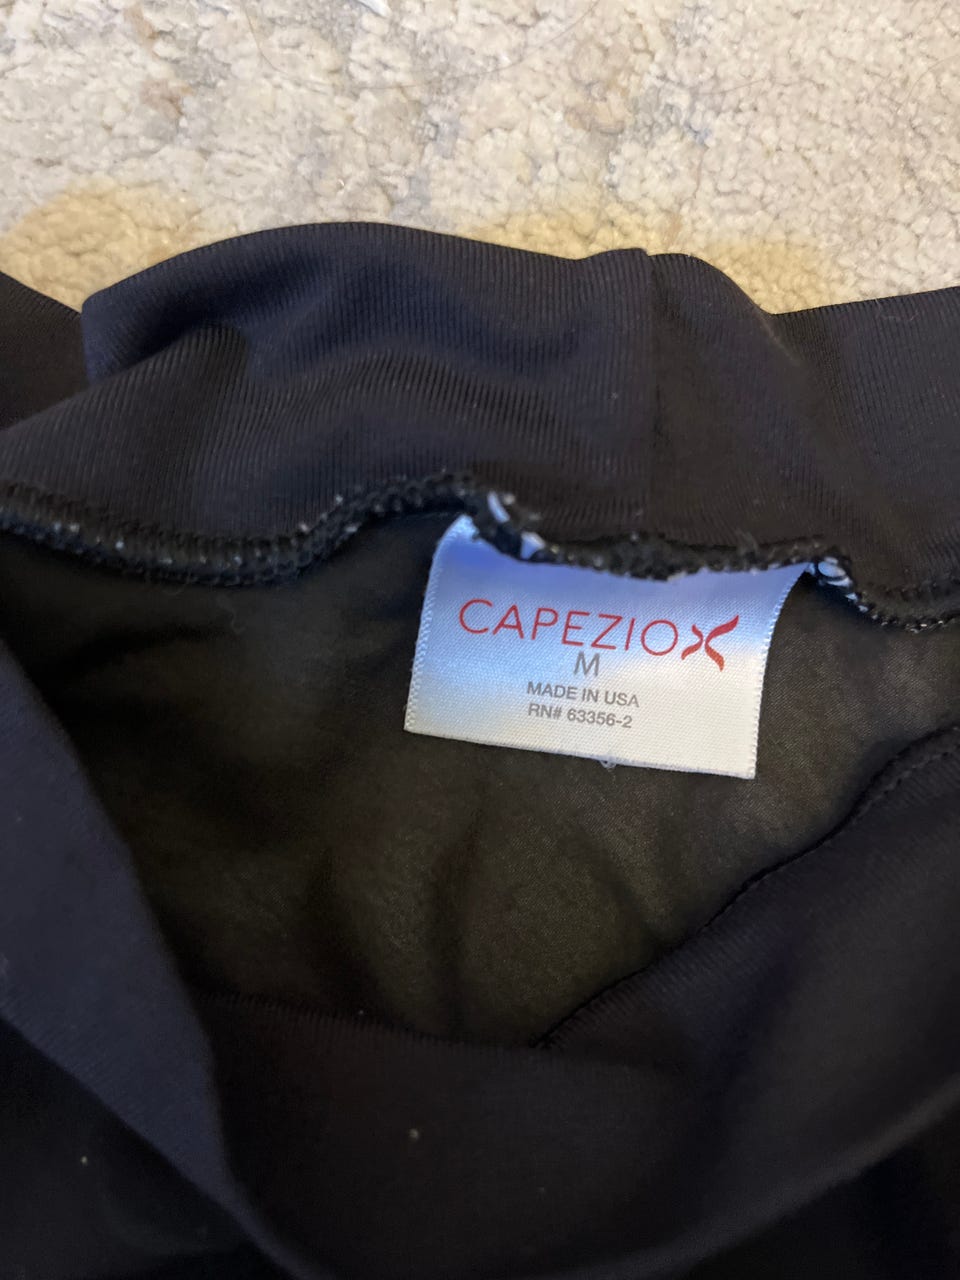 CAPEZIO
M
MADE IN USA
RN# 63356-2